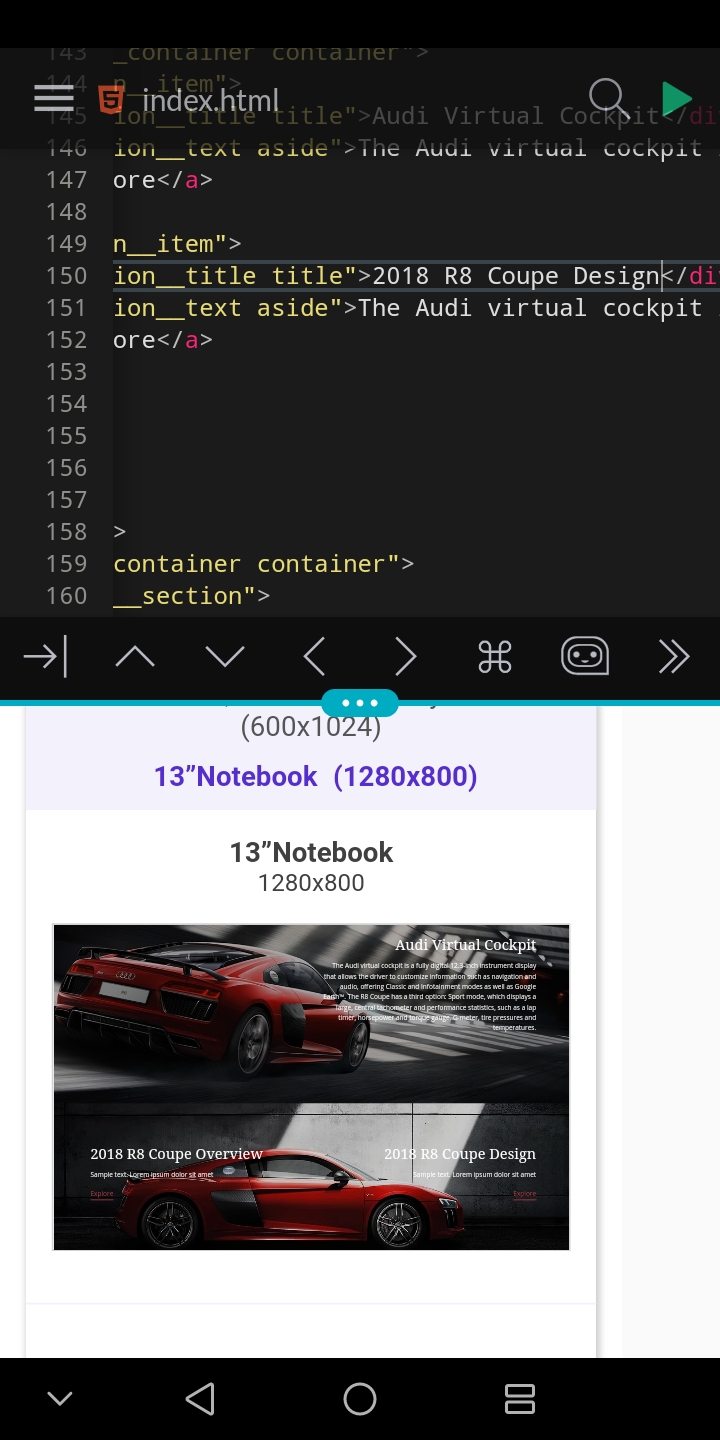 143 _container container">
144 n__item">
index.html
145 ion__title title">Audi Virtual Cockpit</di
146 ion__text aside">The Audi virtual cockpit
147 ore</a>
148
149 n__item">
150 ion__title title">2018 R8 Coupe Design</di
151 ion__text aside">The Audi virtual cockpit
152 ore</a>
153
154
155
156
157
158 >
159 container container">
160 __section">
(600x1024)
13”Notebook (1280x800)
13”Notebook
1280x800
Audi Virtual Cockpit
The Audi virtual cockpit is a fully digital 12.3-inch instrument display
that allows the driver to customize information such as navigation and
audio, offering Classic and Infotainment modes as well as Google
Earth™. The R8 Coupe has a third option: Sport mode, which displays a
large, central tachometer and performance statistics, such as a lap
timer, horsepower and torque gauge, G-meter, tire pressures and
temperatures.
2018 R8 Coupe Overview
Sample text. Lorem ipsum dolor sit amet
Explore
2018 R8 Coupe Design
Sample text. Lorem ipsum dolor sit amet
Explore